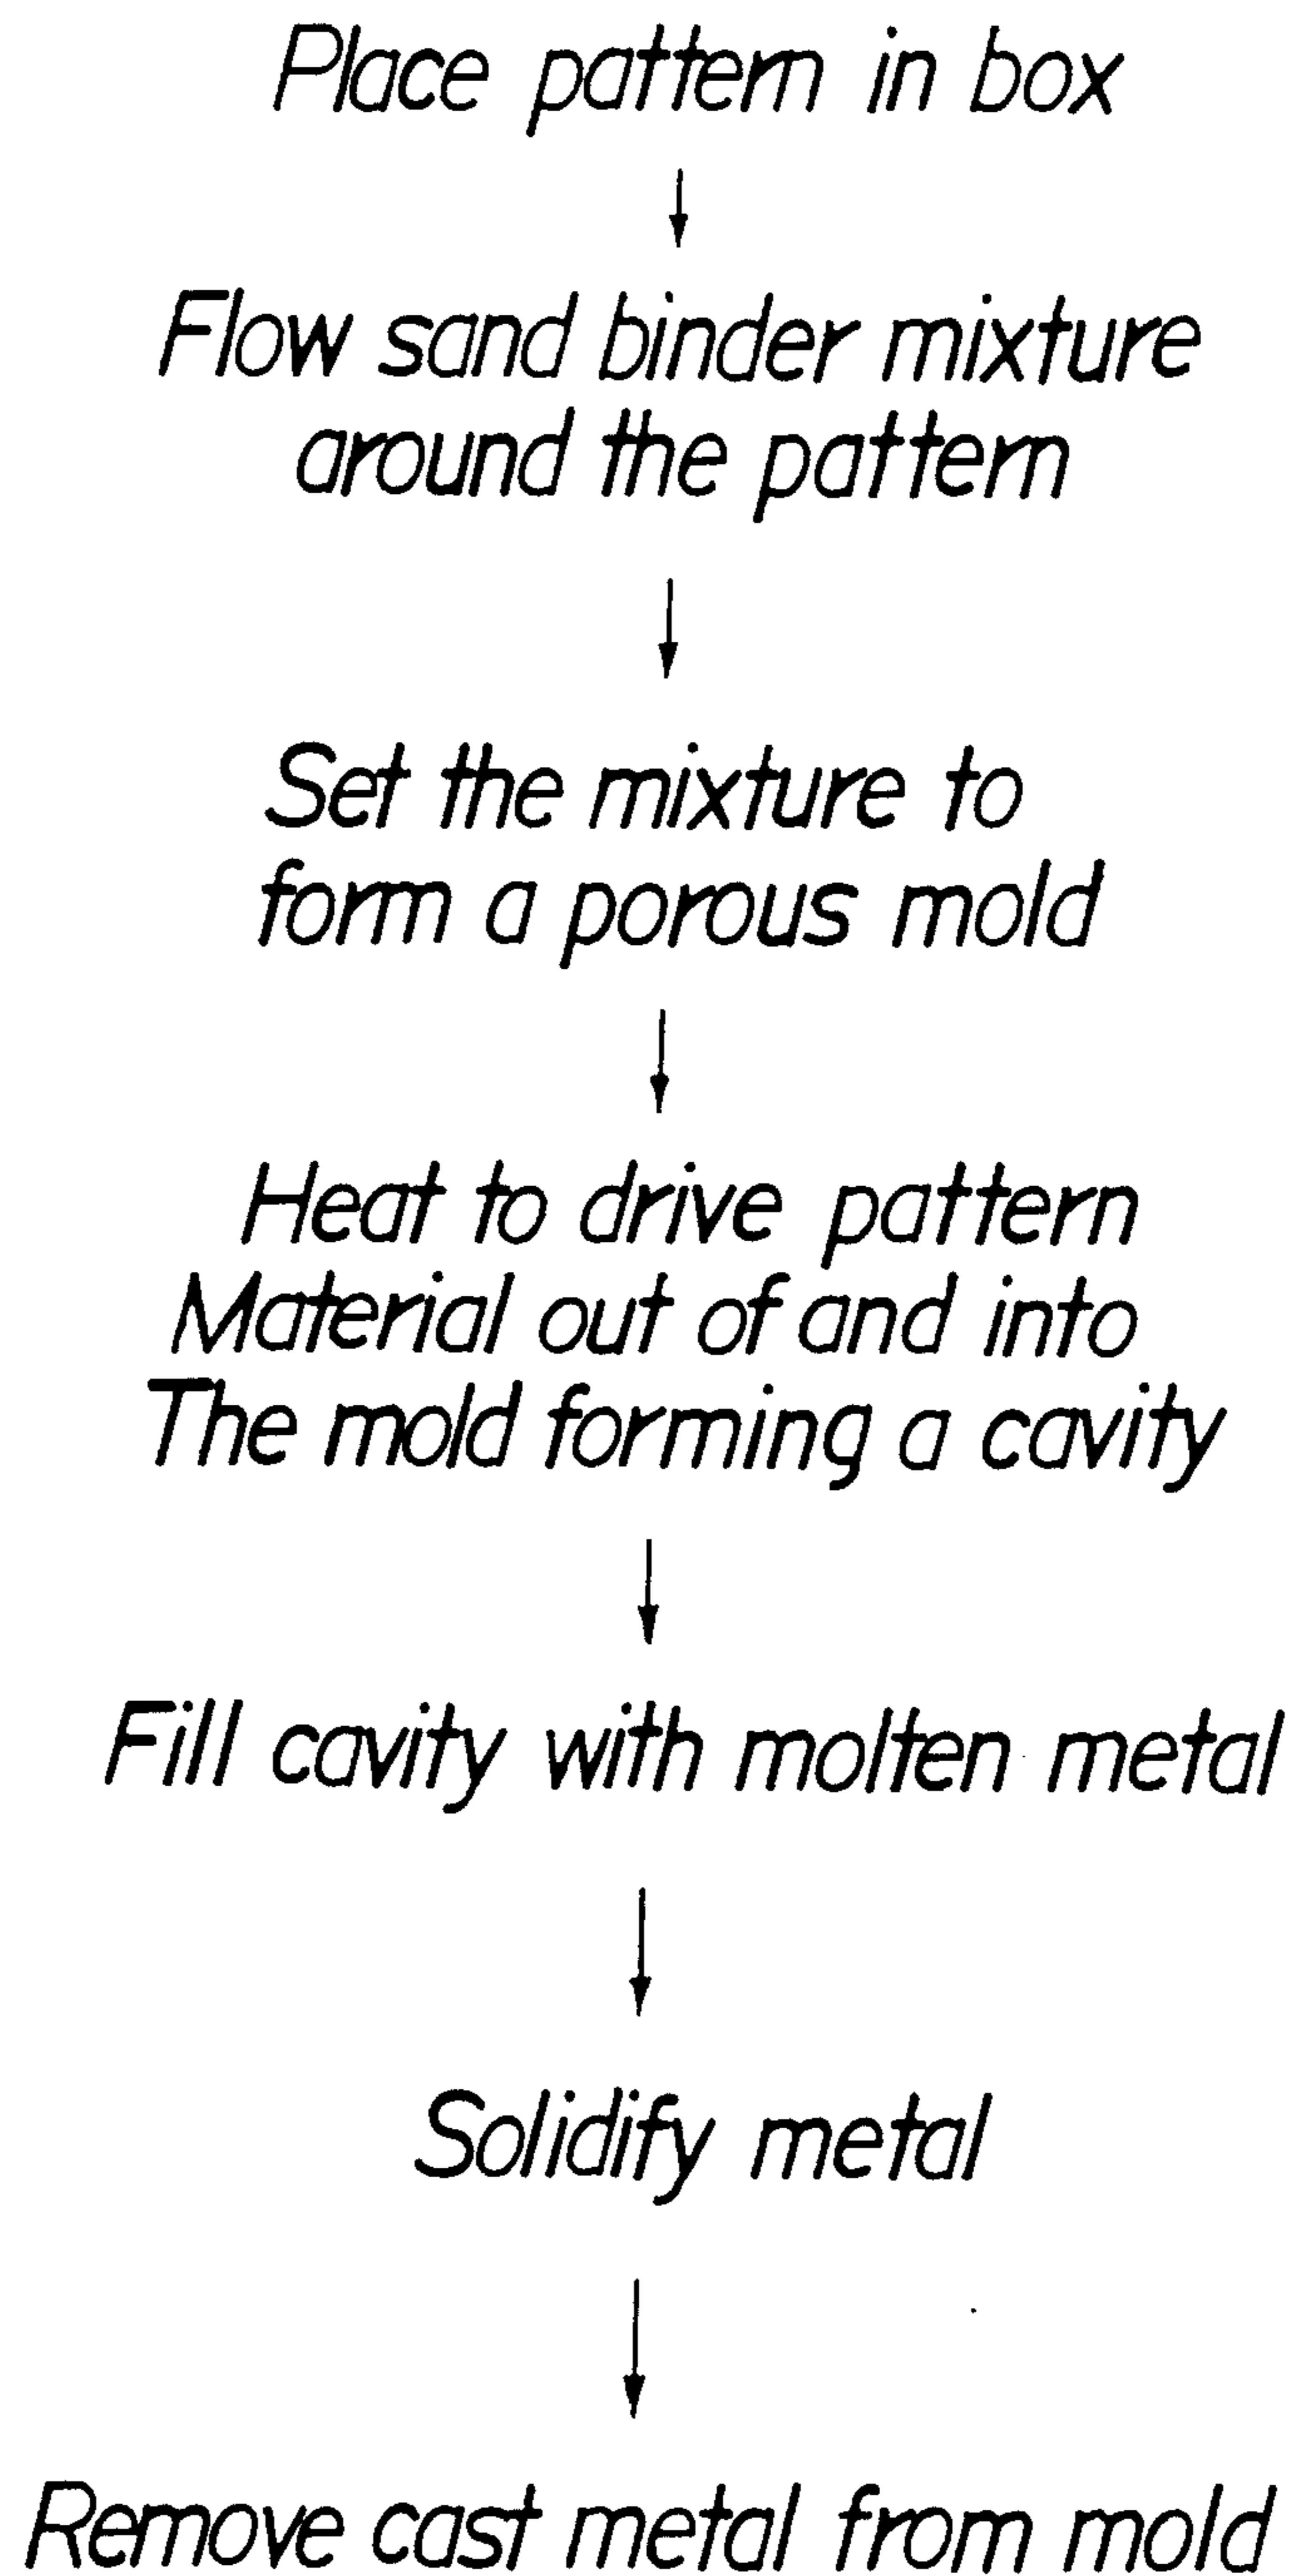 Place pattern in box
Flow sand binder mixture
around the pattern
Set the mixture to
form a porous mold
Heat to drive pattern
Material out of and into
The mold forming a cavity
Fill cavity with molten metal
Solidify metal
Remove cast metal from mold